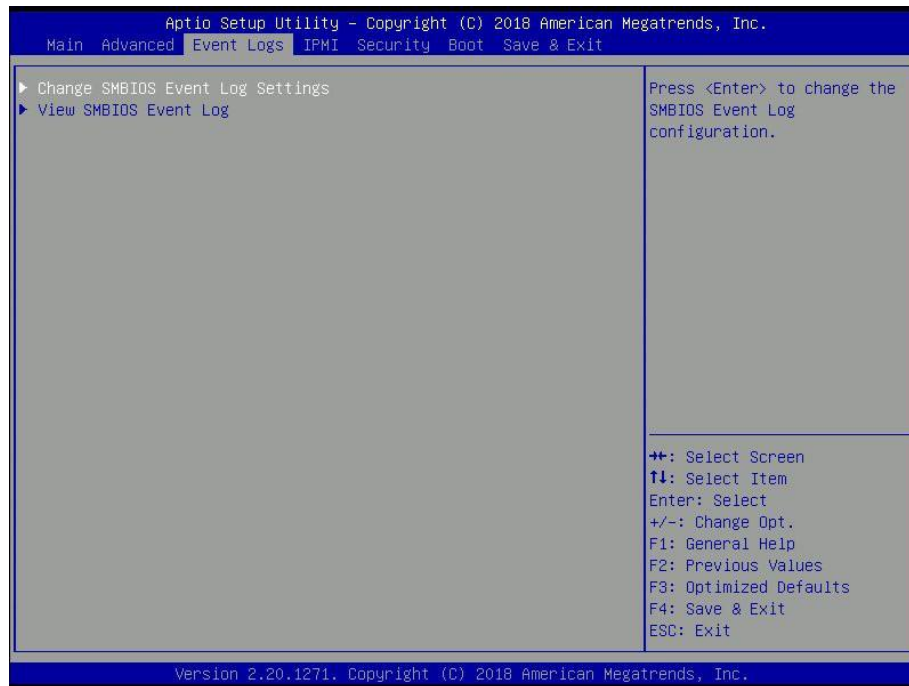 Aptio Setup Utility – Copyright (C) 2018 American Megatrends, Inc.
Main Advanced Event Logs IPMI Security Boot Save & Exit
▶ Change SMBIOS Event Log Settings
▶ View SMBIOS Event Log
Press <Enter> to change the
SMBIOS Event Log
configuration.
→←: Select Screen
↑↓: Select Item
Enter: Select
+/-: Change Opt.
F1: General Help
F2: Previous Values
F3: Optimized Defaults
F4: Save & Exit
ESC: Exit
Version 2.20.1271. Copyright (C) 2018 American Megatrends, Inc.